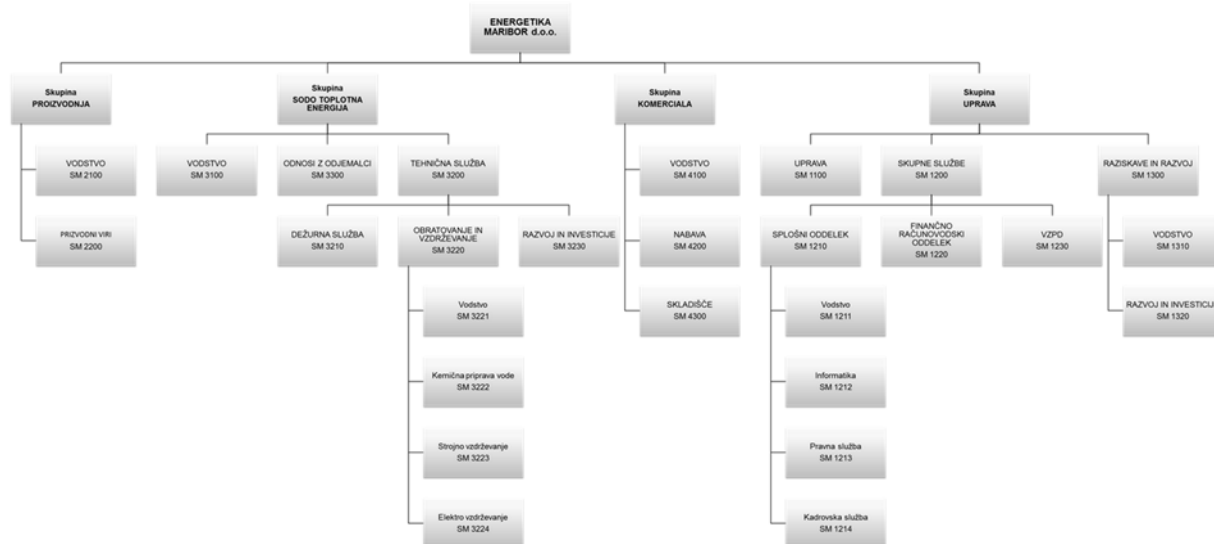 ENERGETIKA
MARIBOR d.o.o.
Skupina
PROIZVODNJA
Skupina
SODO TOPLOTNA
ENERGIJA
Skupina
KOMERCIALA
Skupina
UPRAVA
VODSTVO
SM 2100
VODSTVO
SM 3100
ODNOSI Z ODJEMALCI
SM 3300
TEHNIČNA SLUŽBA
SM 3200
VODSTVO
SM 4100
UPRAVA
SM 1100
SKUPNE SLUŽBE
SM 1200
RAZISKAVE IN RAZVOJ
SM 1300
PRIZVODNI VIRI
SM 2200
DEŽURNA SLUŽBA
SM 3210
OBRATOVANJE IN
VZDRŽEVANJE
SM 3220
RAZVOJ IN INVESTICIJE
SM 3230
NABAVA
SM 4200
SPLOŠNI ODDELEK
SM 1210
FINANČNO
RAČUNOVODSKI
ODDELEK
SM 1220
VZPD
SM 1230
VODSTVO
SM 1310
Vodstvo
SM 3221
SKLADIŠČE
SM 4300
Vodstvo
SM 1211
RAZVOJ IN INVESTICIJ
SM 1320
Kemična priprava vode
SM 3222
Informatika
SM 1212
Strojno vzdrževanje
SM 3223
Pravna služba
SM 1213
Elektro vzdrževanje
SM 3224
Kadrovska služba
SM 1214